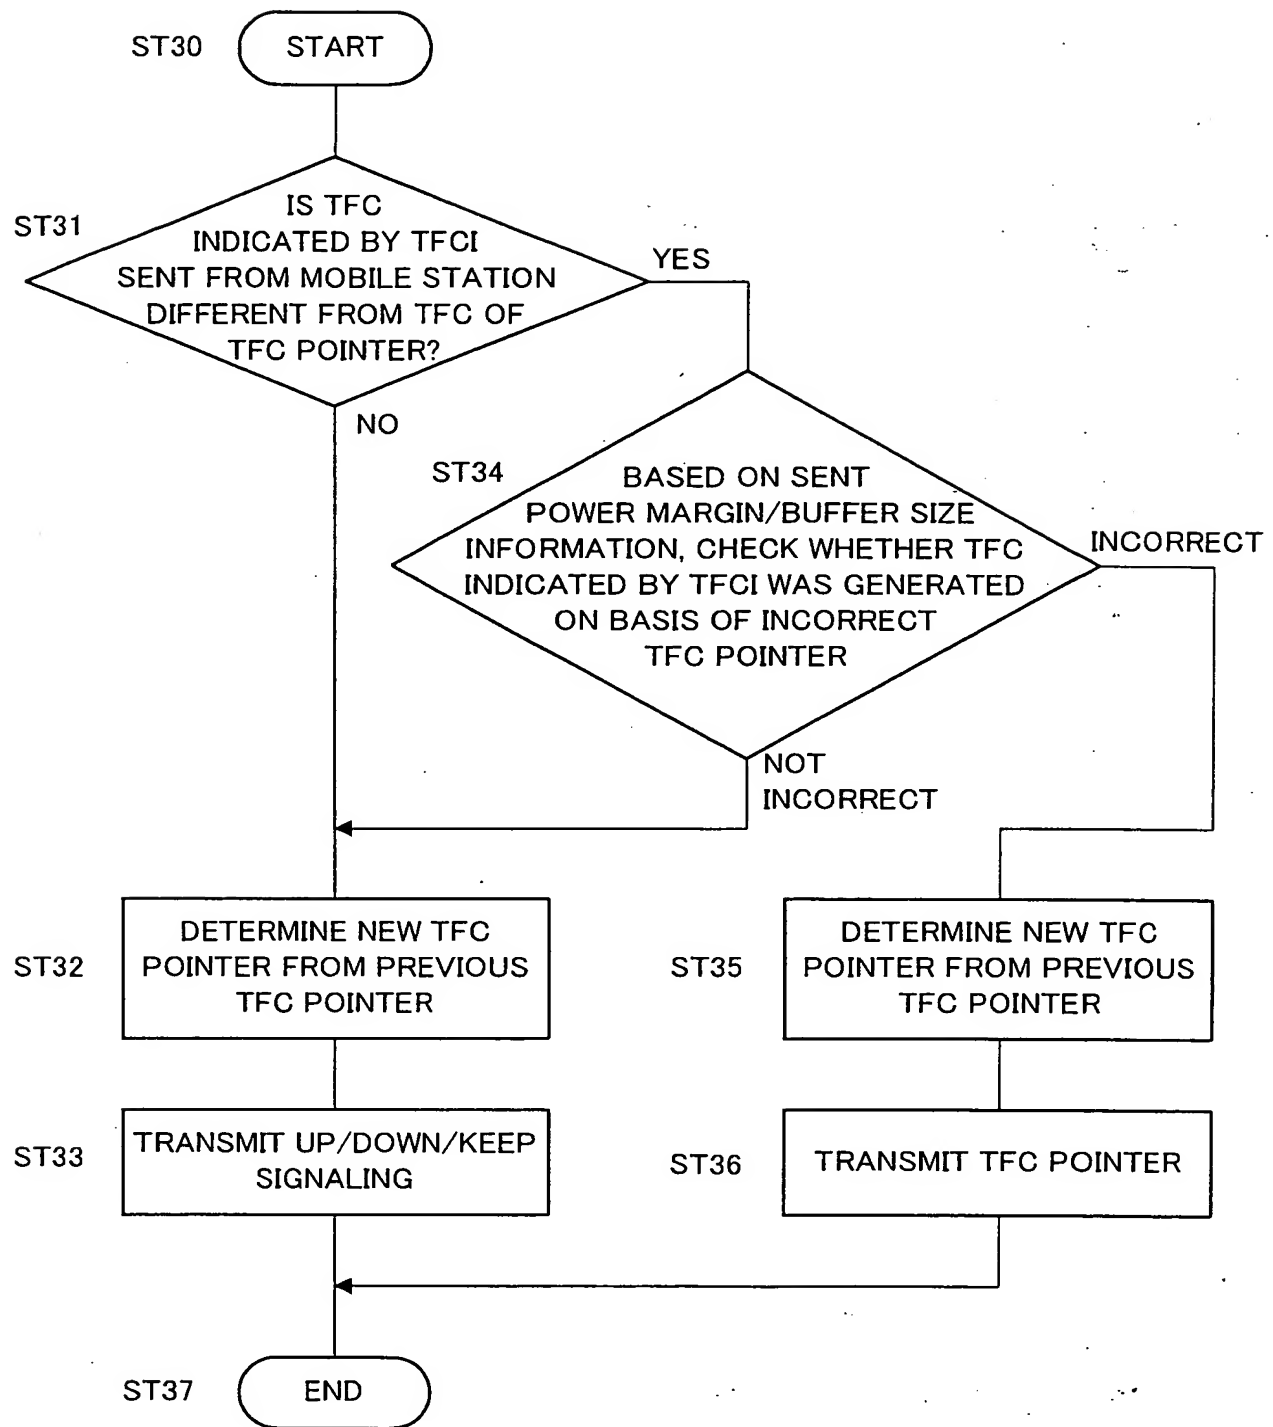 ST30
START
ST31
IS TFC
INDICATED BY TFCI
SENT FROM MOBILE STATION
DIFFERENT FROM TFC OF
TFC POINTER?
YES
NO
ST34
BASED ON SENT
POWER MARGIN/BUFFER SIZE
INFORMATION, CHECK WHETHER TFC
INDICATED BY TFCI WAS GENERATED
ON BASIS OF INCORRECT
TFC POINTER
INCORRECT
NOT
INCORRECT
ST32
DETERMINE NEW TFC
POINTER FROM PREVIOUS
TFC POINTER
ST35
DETERMINE NEW TFC
POINTER FROM PREVIOUS
TFC POINTER
ST33
TRANSMIT UP/DOWN/KEEP
SIGNALING
ST36
TRANSMIT TFC POINTER
ST37
END